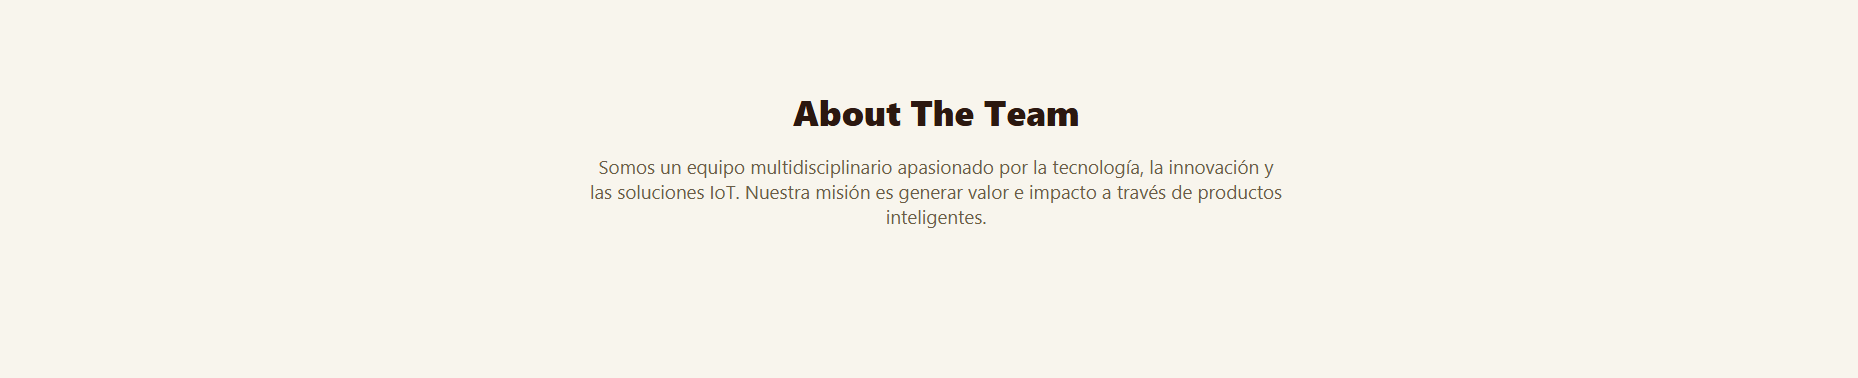 About The Team
Somos un equipo multidisciplinario apasionado por la tecnología, la innovación y
las soluciones IoT. Nuestra misión es generar valor e impacto a través de productos
inteligentes.